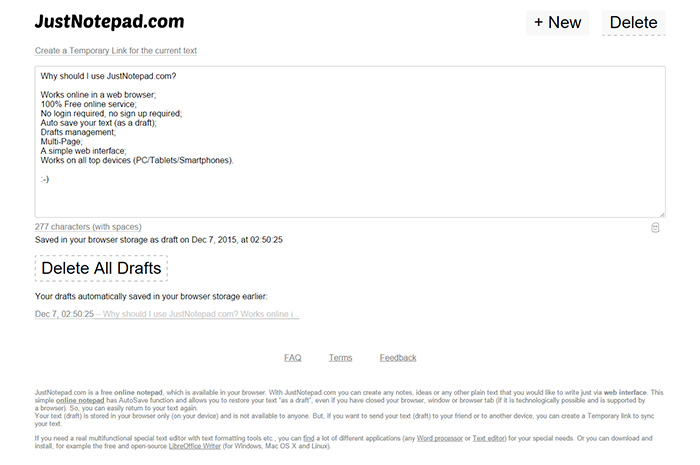 JustNotepad.com
+ New
Delete
Create a Temporary Link for the current text
Why should I use JustNotepad.com?
Works online in a web browser;
100% Free online service;
No login required, no sign up required;
Auto save your text (as a draft);
Drafts management;
Multi-Page;
A simple web interface;
Works on all top devices (PC/Tablets/Smartphones).
:-)
277 characters (with spaces)
Saved in your browser storage as draft on Dec 7, 2015, at 02:50:25
Delete All Drafts
Your drafts automatically saved in your browser storage earlier:
Dec 7, 02:50:25 – Why should I use JustNotepad.com? Works online i...
FAQ
Terms
Feedback
JustNotepad.com is a free online notepad, which is available in your browser. With JustNotepad.com you can create any notes, ideas or any other plain text that you would like to write just via web interface. This
simple online notepad has AutoSave function and allows you to restore your text "as a draft", even if you have closed your browser, window or browser tab (if it is technologically possible and is supported by
a browser). So, you can easily return to your text again.
Your text (draft) is stored in your browser only (on your device) and is not available to anyone. But, if you want to send your text (draft) to your friend or to another device, you can create a Temporary link to sync
your text.
If you need a real multifunctional special text editor with text formatting tools etc., you can find a lot of different applications (any Word processor or Text editor) for your special needs. Or you can download and
install, for example the free and open-source LibreOffice Writer (for Windows, Mac OS X and Linux).